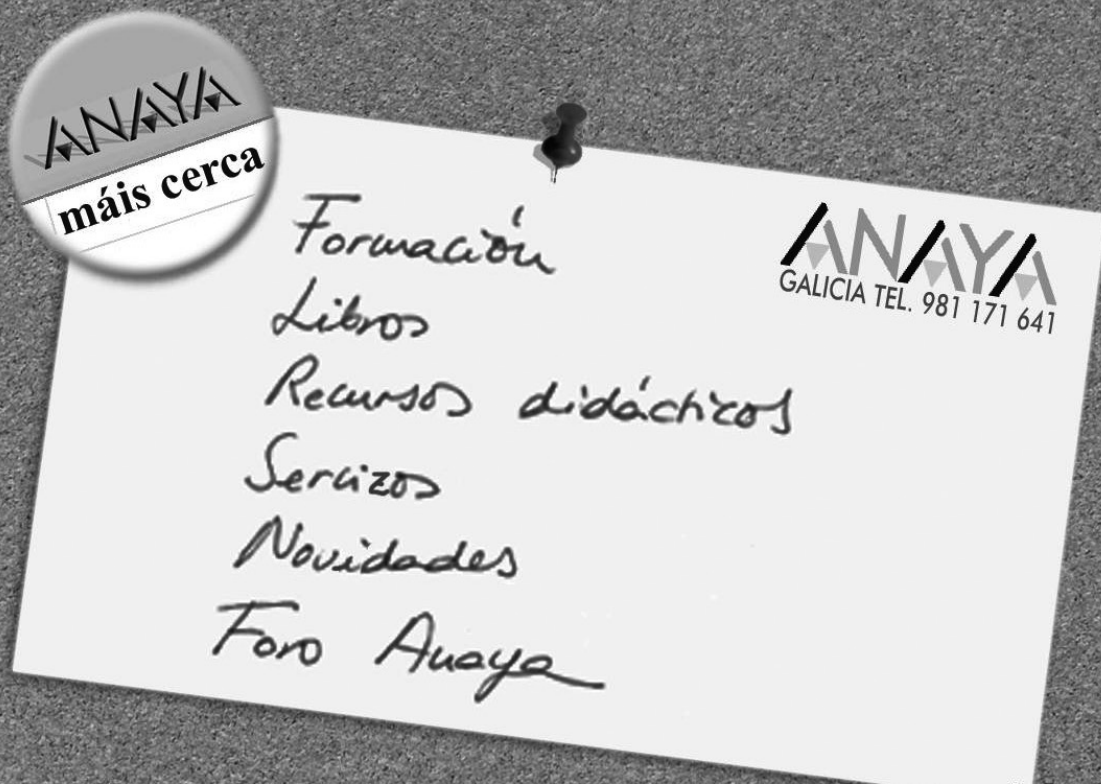 ANAYA
máis cerca
ANAYA
GALICIA TEL. 981 171 641
Formación
Libros
Recursos didácticos
Servizos
Novidades
Foro Anaya